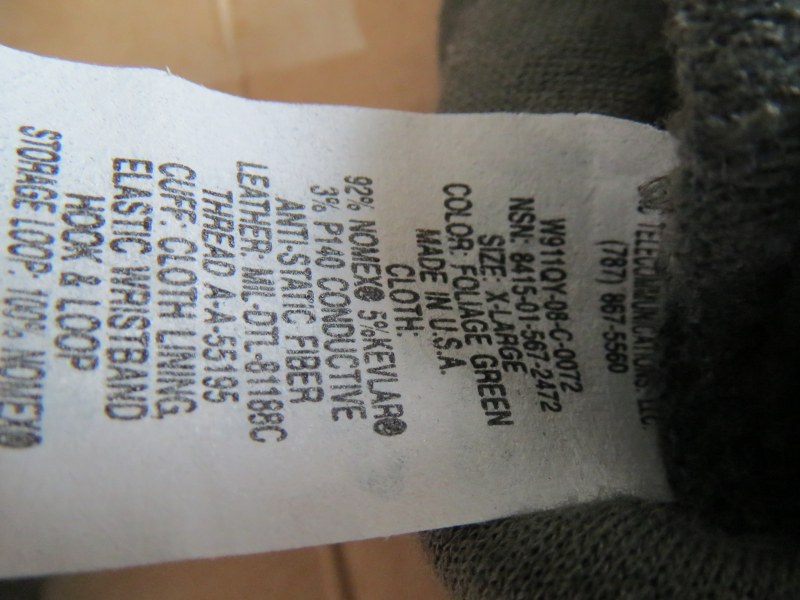 TELECOMMUNICATIONS, LLC
(787) 867-5560
W911QY-08-C-0072
NSN: 8415-01-567-2472
SIZE: X-LARGE
COLOR: FOLIAGE GREEN
MADE IN U.S.A.
CLOTH:
92% NOMEX® 5% KEVLAR®
3% P140 CONDUCTIVE
ANTI-STATIC FIBER
LEATHER: MIL-DTL-81188C
THREAD A-A-55195
CUFF: CLOTH LINING,
ELASTIC WRISTBAND
HOOK & LOOP
STORAGE LOOP: 100% NOMEX®